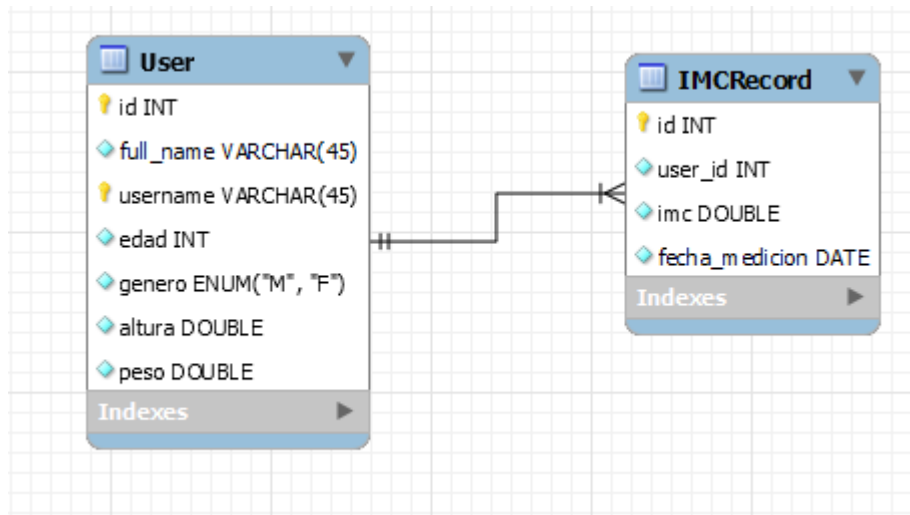 User
id INT
full_name VARCHAR(45)
username VARCHAR(45)
edad INT
genero ENUM("M", "F")
altura DOUBLE
peso DOUBLE
Indexes
IMCRecord
id INT
user_id INT
imc DOUBLE
fecha_medicion DATE
Indexes